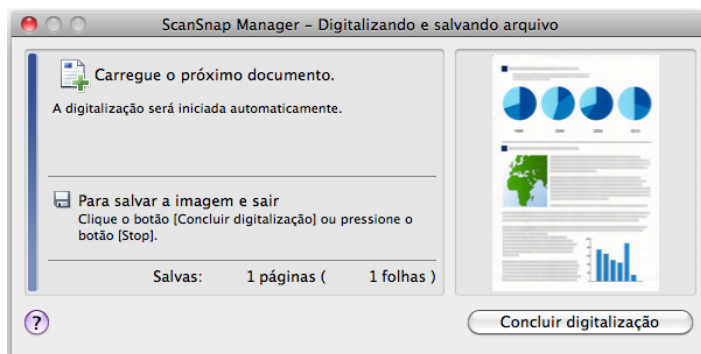 ScanSnap Manager – Digitalizando e salvando arquivo
Carregue o próximo documento.
A digitalização será iniciada automaticamente.
Para salvar a imagem e sair
Clique o botão [Concluir digitalização] ou pressione o
botão [Stop].
Salvas: 1 páginas ( 1 folhas )
?
Concluir digitalização